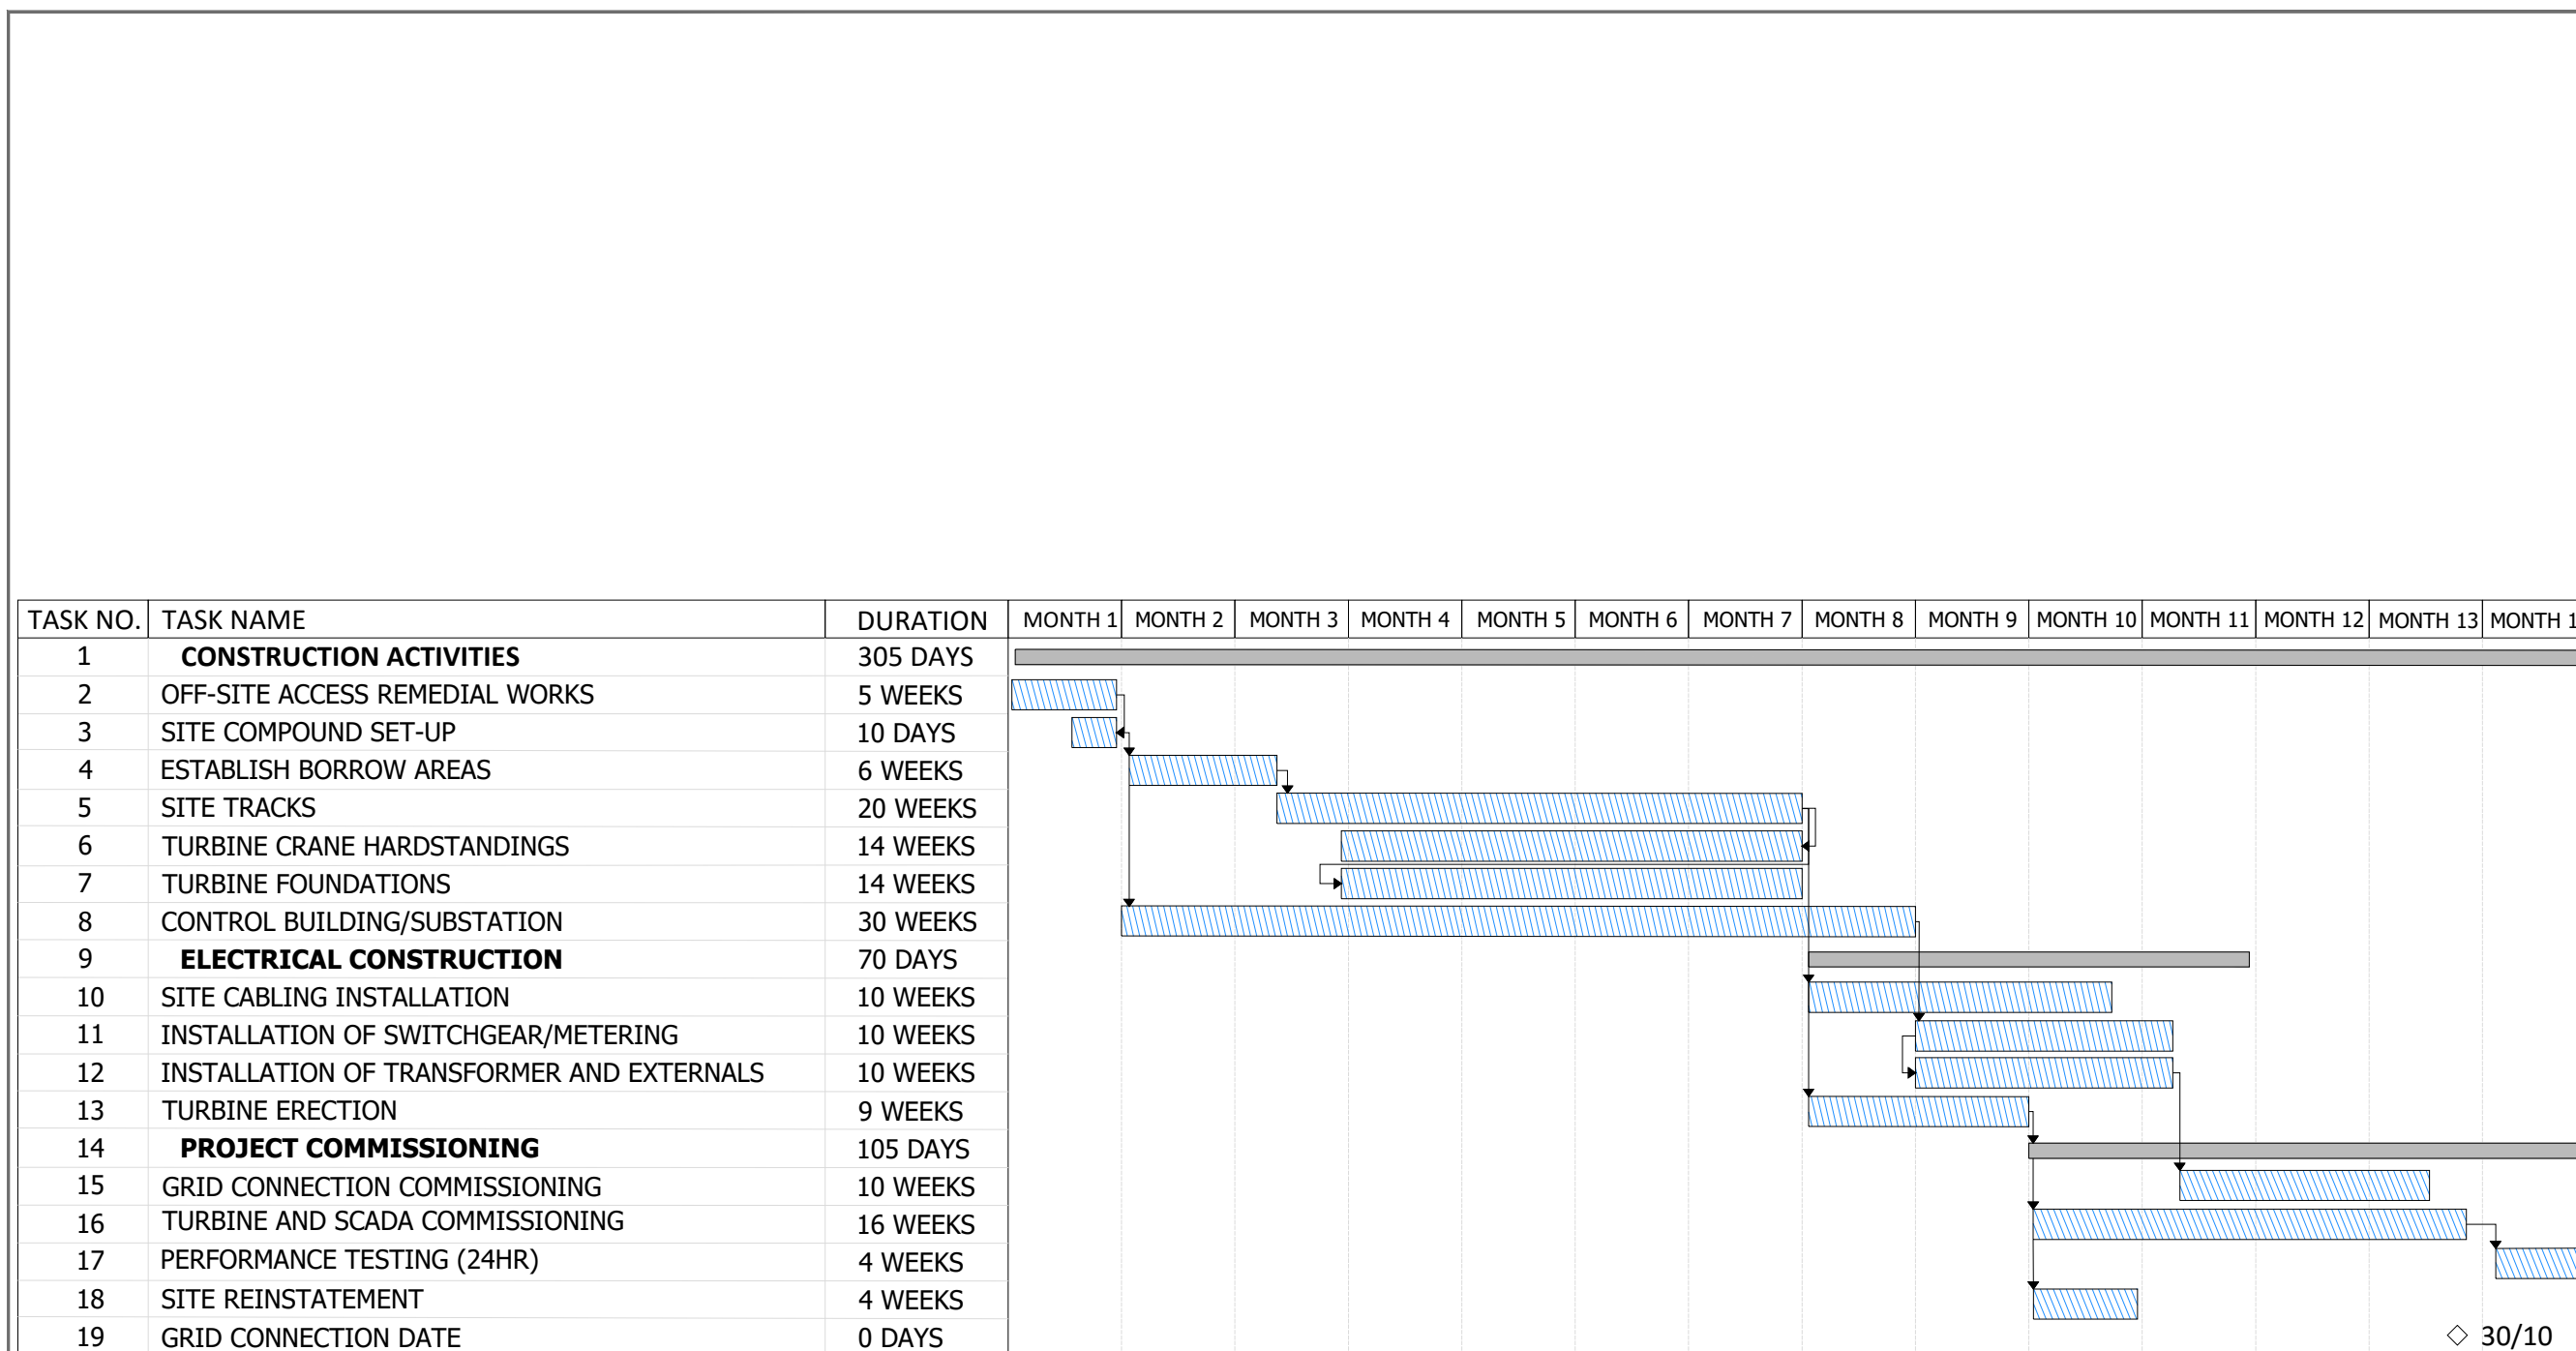 TASK NO. TASK NAME DURATION MONTH 1 MONTH 2 MONTH 3 MONTH 4 MONTH 5 MONTH 6 MONTH 7 MONTH 8 MONTH 9 MONTH 10 MONTH 11 MONTH 12 MONTH 13 MONTH 1
1 CONSTRUCTION ACTIVITIES 305 DAYS
2 OFF-SITE ACCESS REMEDIAL WORKS 5 WEEKS
3 SITE COMPOUND SET-UP 10 DAYS
4 ESTABLISH BORROW AREAS 6 WEEKS
5 SITE TRACKS 20 WEEKS
6 TURBINE CRANE HARDSTANDINGS 14 WEEKS
7 TURBINE FOUNDATIONS 14 WEEKS
8 CONTROL BUILDING/SUBSTATION 30 WEEKS
9 ELECTRICAL CONSTRUCTION 70 DAYS
10 SITE CABLING INSTALLATION 10 WEEKS
11 INSTALLATION OF SWITCHGEAR/METERING 10 WEEKS
12 INSTALLATION OF TRANSFORMER AND EXTERNALS 10 WEEKS
13 TURBINE ERECTION 9 WEEKS
14 PROJECT COMMISSIONING 105 DAYS
15 GRID CONNECTION COMMISSIONING 10 WEEKS
16 TURBINE AND SCADA COMMISSIONING 16 WEEKS
17 PERFORMANCE TESTING (24HR) 4 WEEKS
18 SITE REINSTATEMENT 4 WEEKS
19 GRID CONNECTION DATE 0 DAYS 30/10